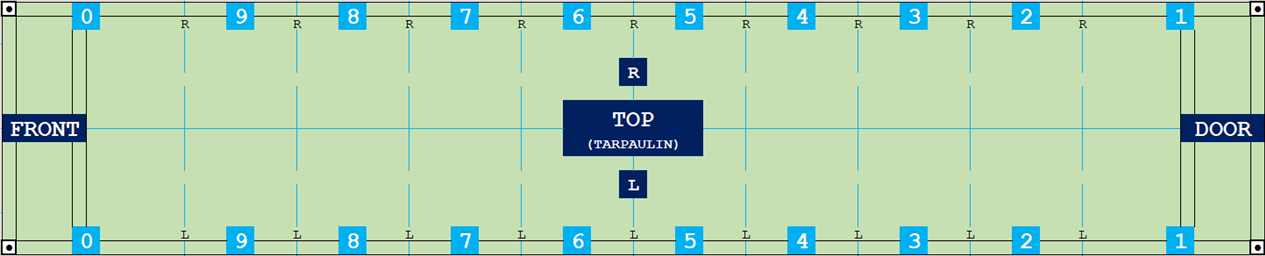 0 9 8 7 6 5 4 3 2 1
R R R R R R R R R
R
TOP
FRONT DOOR
(TARPAULIN)
L
L L L L L L L L L
0 9 8 7 6 5 4 3 2 1